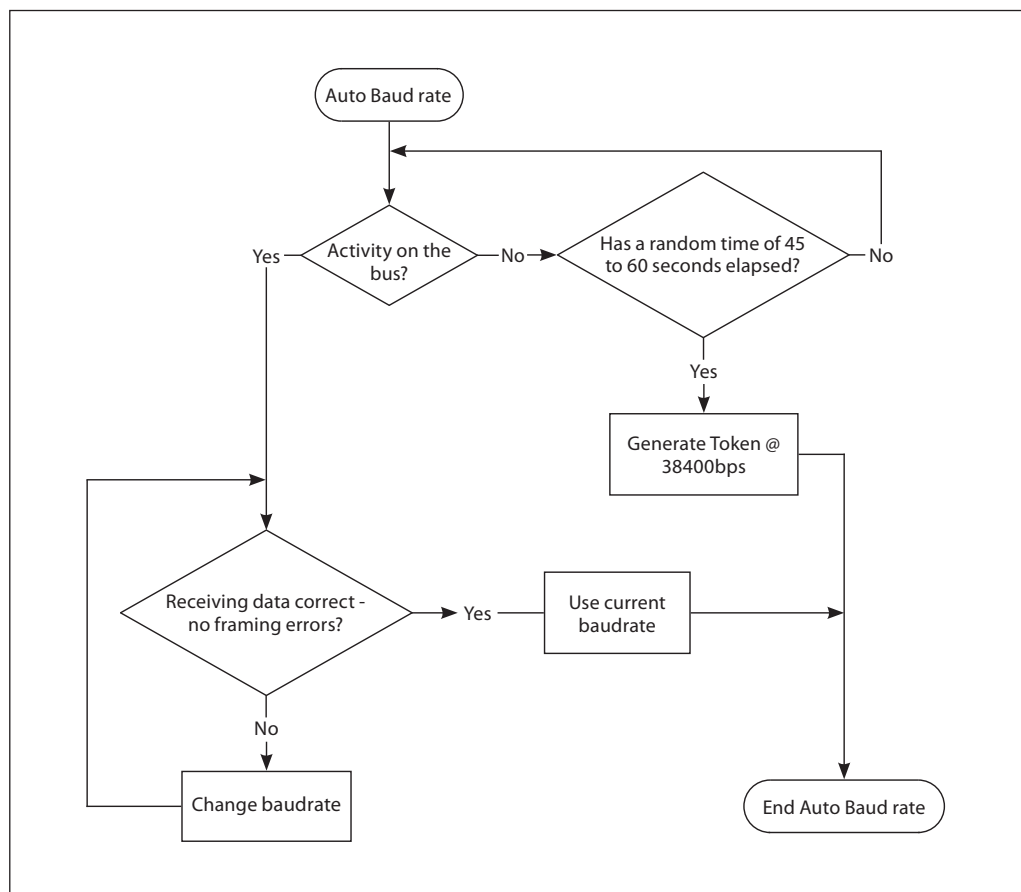 Auto Baud rate
Yes
Activity on the
bus?
No
Has a random time of 45
to 60 seconds elapsed?
No
Yes
Generate Token @
38400bps
Receiving data correct -
no framing errors?
Yes
Use current
baudrate
No
Change baudrate
End Auto Baud rate